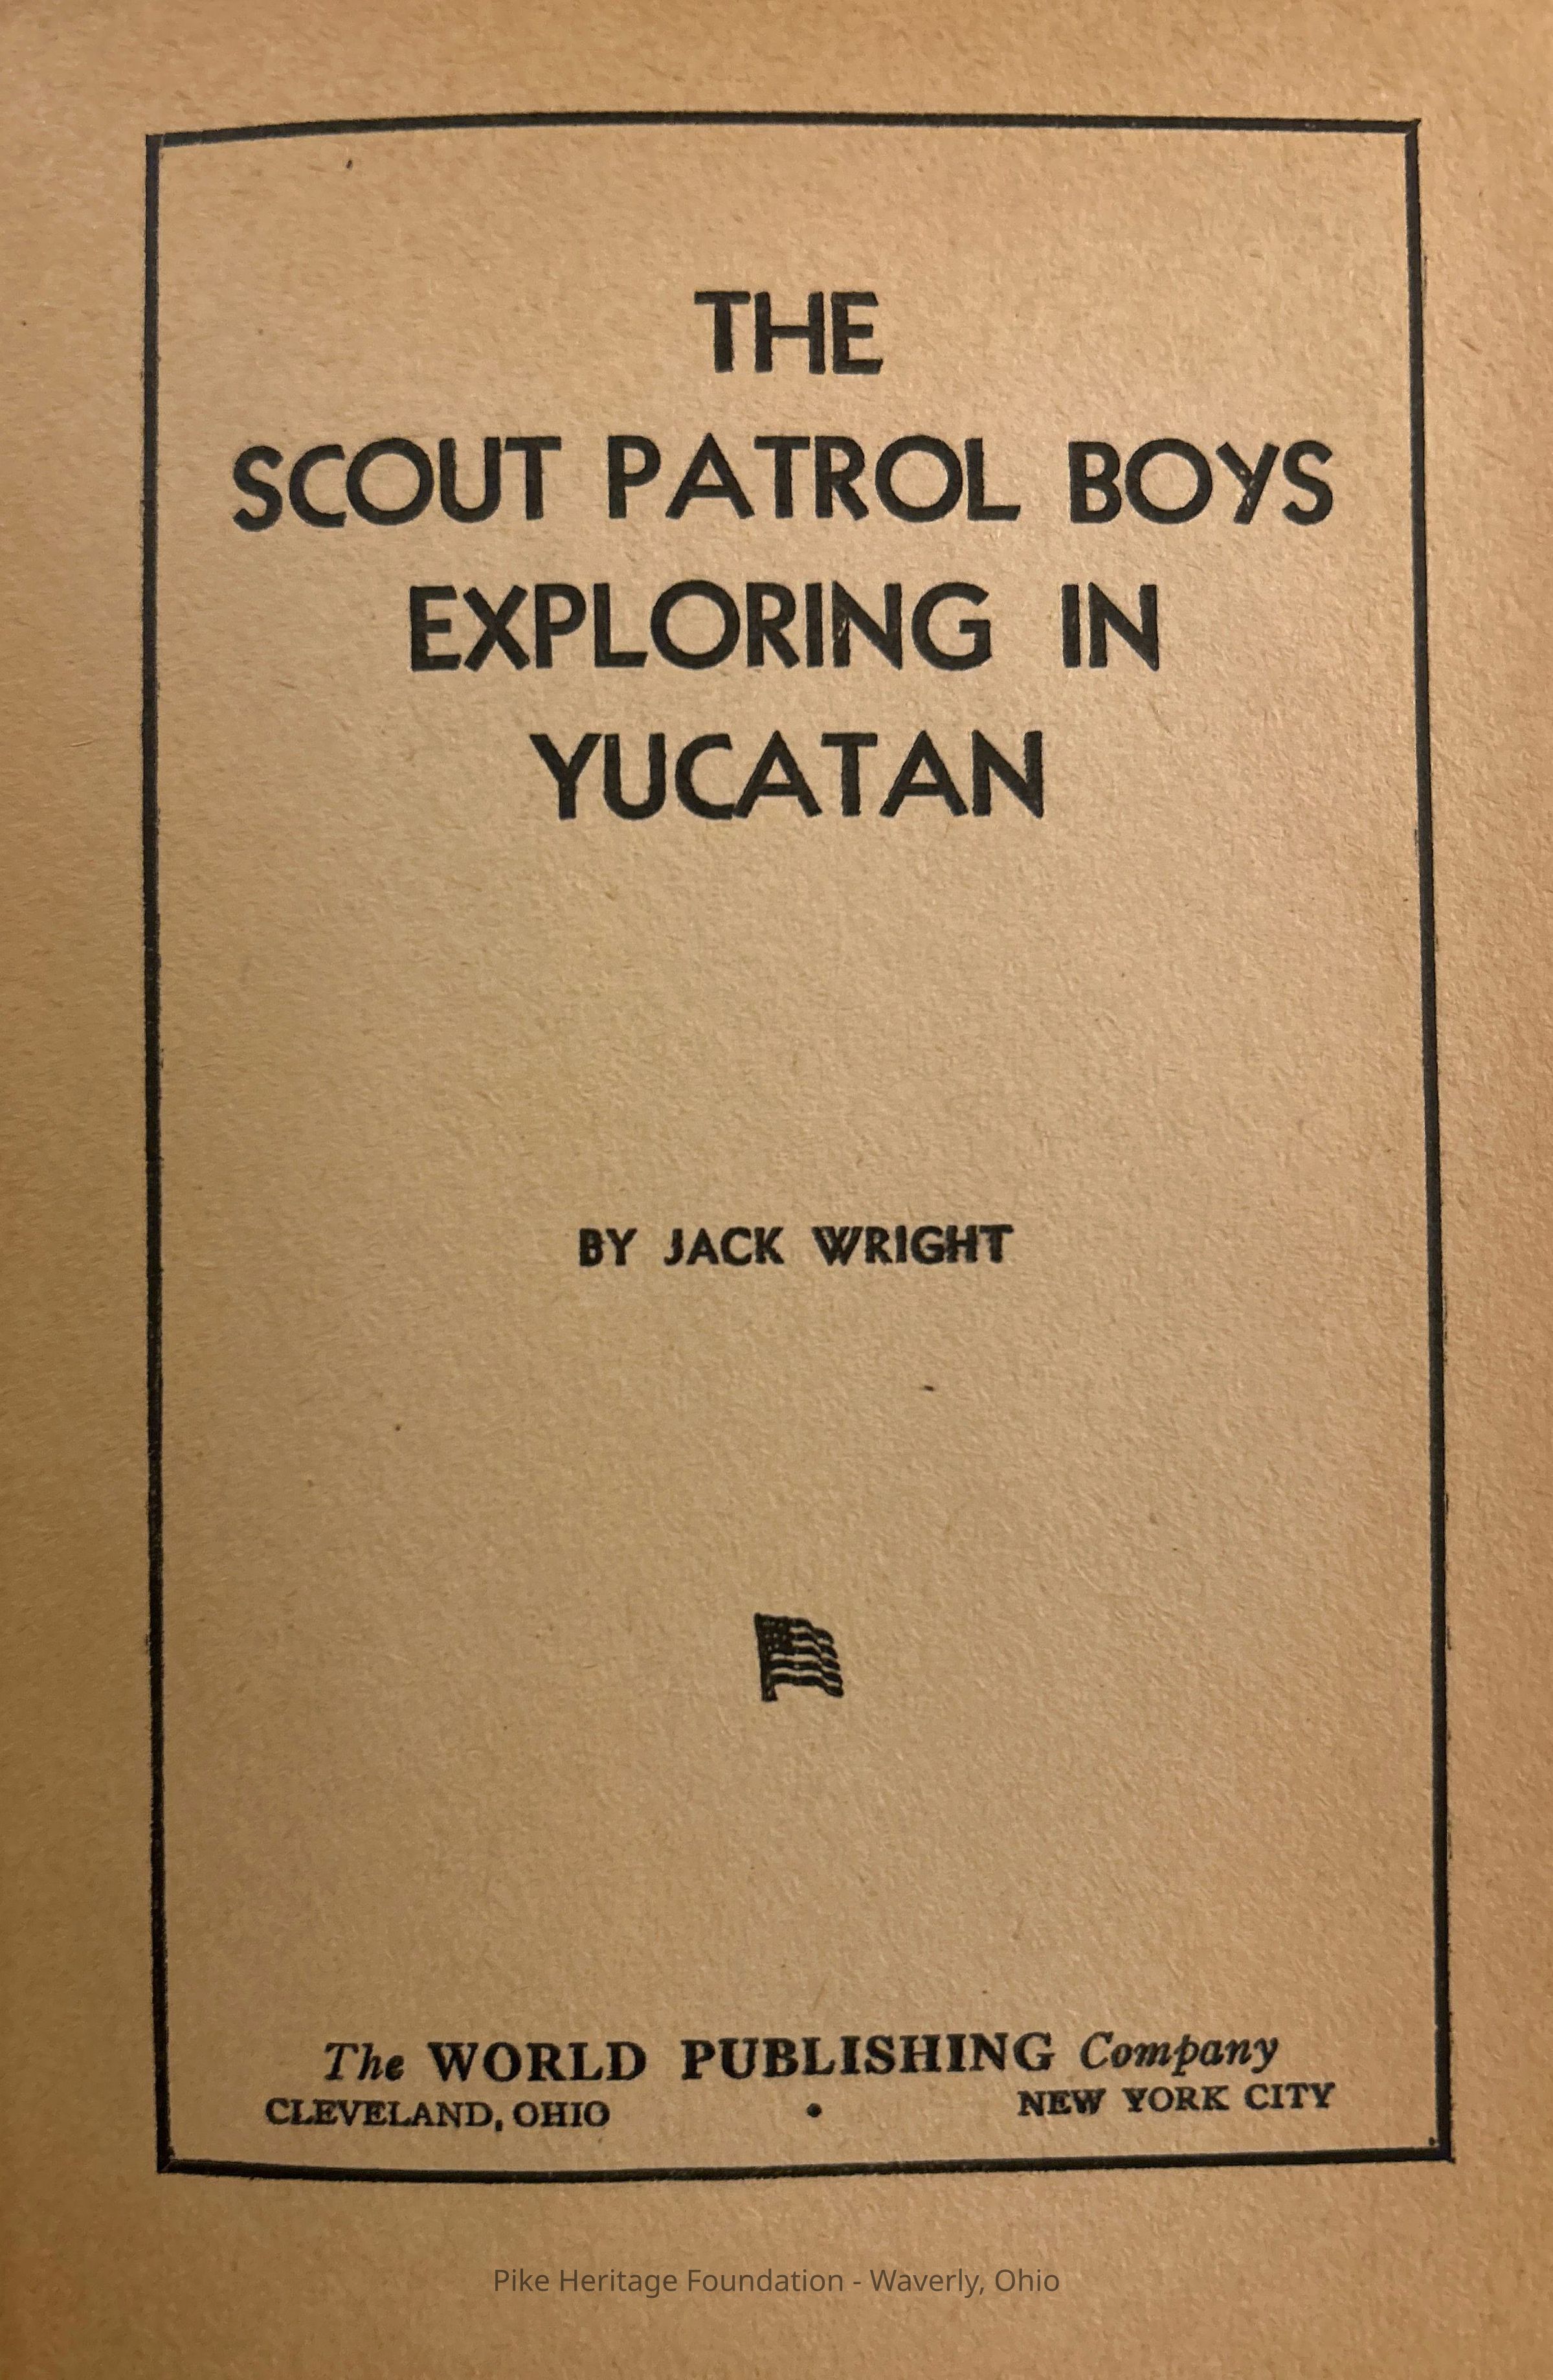 THE
SCOUT PATROL BOYS
EXPLORING IN
YUCATAN
BY JACK WRIGHT
The WORLD PUBLISHING Company
CLEVELAND, OHIO • NEW YORK CITY
Pike Heritage Foundation - Waverly, Ohio